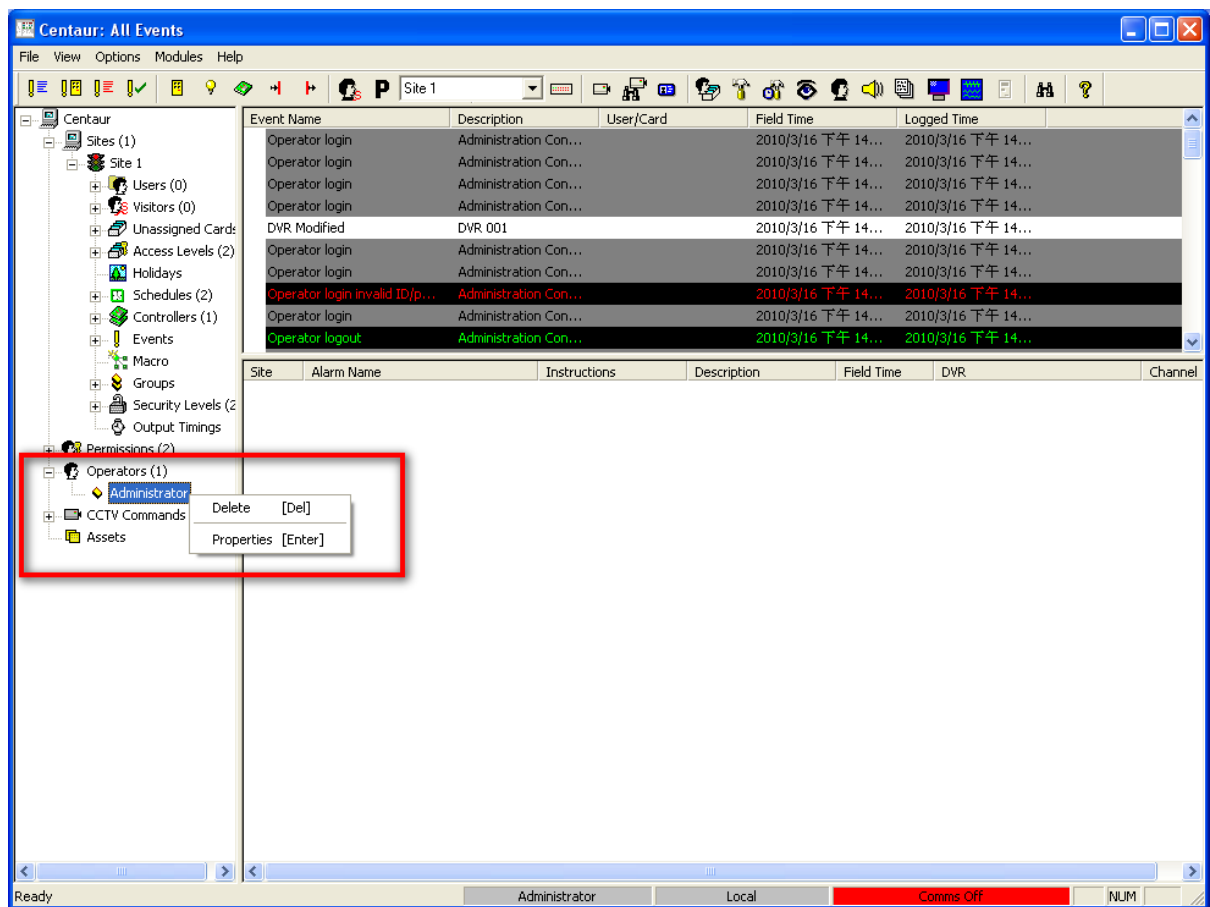 Centaur: All Events
File View Options Modules Help
P Site 1
Centaur
Sites (1)
Site 1
Users (0)
Visitors (0)
Unassigned Cards
Access Levels (2)
Holidays
Schedules (2)
Controllers (1)
Events
Macro
Groups
Security Levels (2
Output Timings
Permissions (2)
Operators (1)
Administrator
CCTV Commands
Assets
Delete [Del]
Properties [Enter]
Event Name Description User/Card Field Time Logged Time
Operator login Administration Con... 2010/3/16 下午 14... 2010/3/16 下午 14...
Operator login Administration Con... 2010/3/16 下午 14... 2010/3/16 下午 14...
Operator login Administration Con... 2010/3/16 下午 14... 2010/3/16 下午 14...
Operator login Administration Con... 2010/3/16 下午 14... 2010/3/16 下午 14...
DVR Modified DVR 001 2010/3/16 下午 14... 2010/3/16 下午 14...
Operator login Administration Con... 2010/3/16 下午 14... 2010/3/16 下午 14...
Operator login Administration Con... 2010/3/16 下午 14... 2010/3/16 下午 14...
Operator login invalid ID/p... Administration Con... 2010/3/16 下午 14... 2010/3/16 下午 14...
Operator login Administration Con... 2010/3/16 下午 14... 2010/3/16 下午 14...
Operator logout Administration Con... 2010/3/16 下午 14... 2010/3/16 下午 14...
Site Alarm Name Instructions Description Field Time DVR Channel
Ready Administrator Local Comms Off NUM